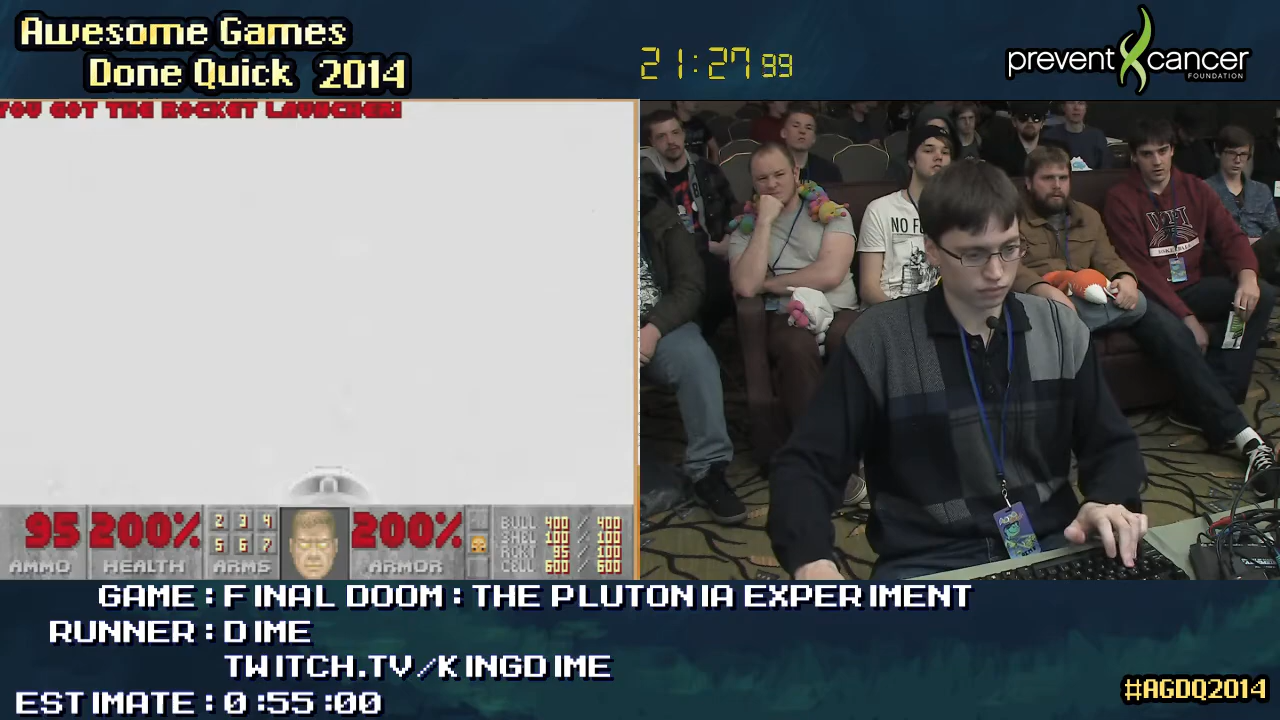 Awesome Games
Done Quick 2014
21:27 99
prevent cancer
FOUNDATION
YOU GOT THE ROCKET LAUNCHER!
NO F
95 200% 2 3 4 5 6 7 200%
AMMO HEALTH ARMS ARMOR
BULL 400 / 400
SHEL 100 / 100
RCKT 95 / 100
CELL 600 / 600
GAME : FINAL DOOM : THE PLUTONIA EXPERIMENT
RUNNER : DIME
TWITCH.TV/KINGDIME
ESTIMATE : 0:55:00
#AGDQ2014